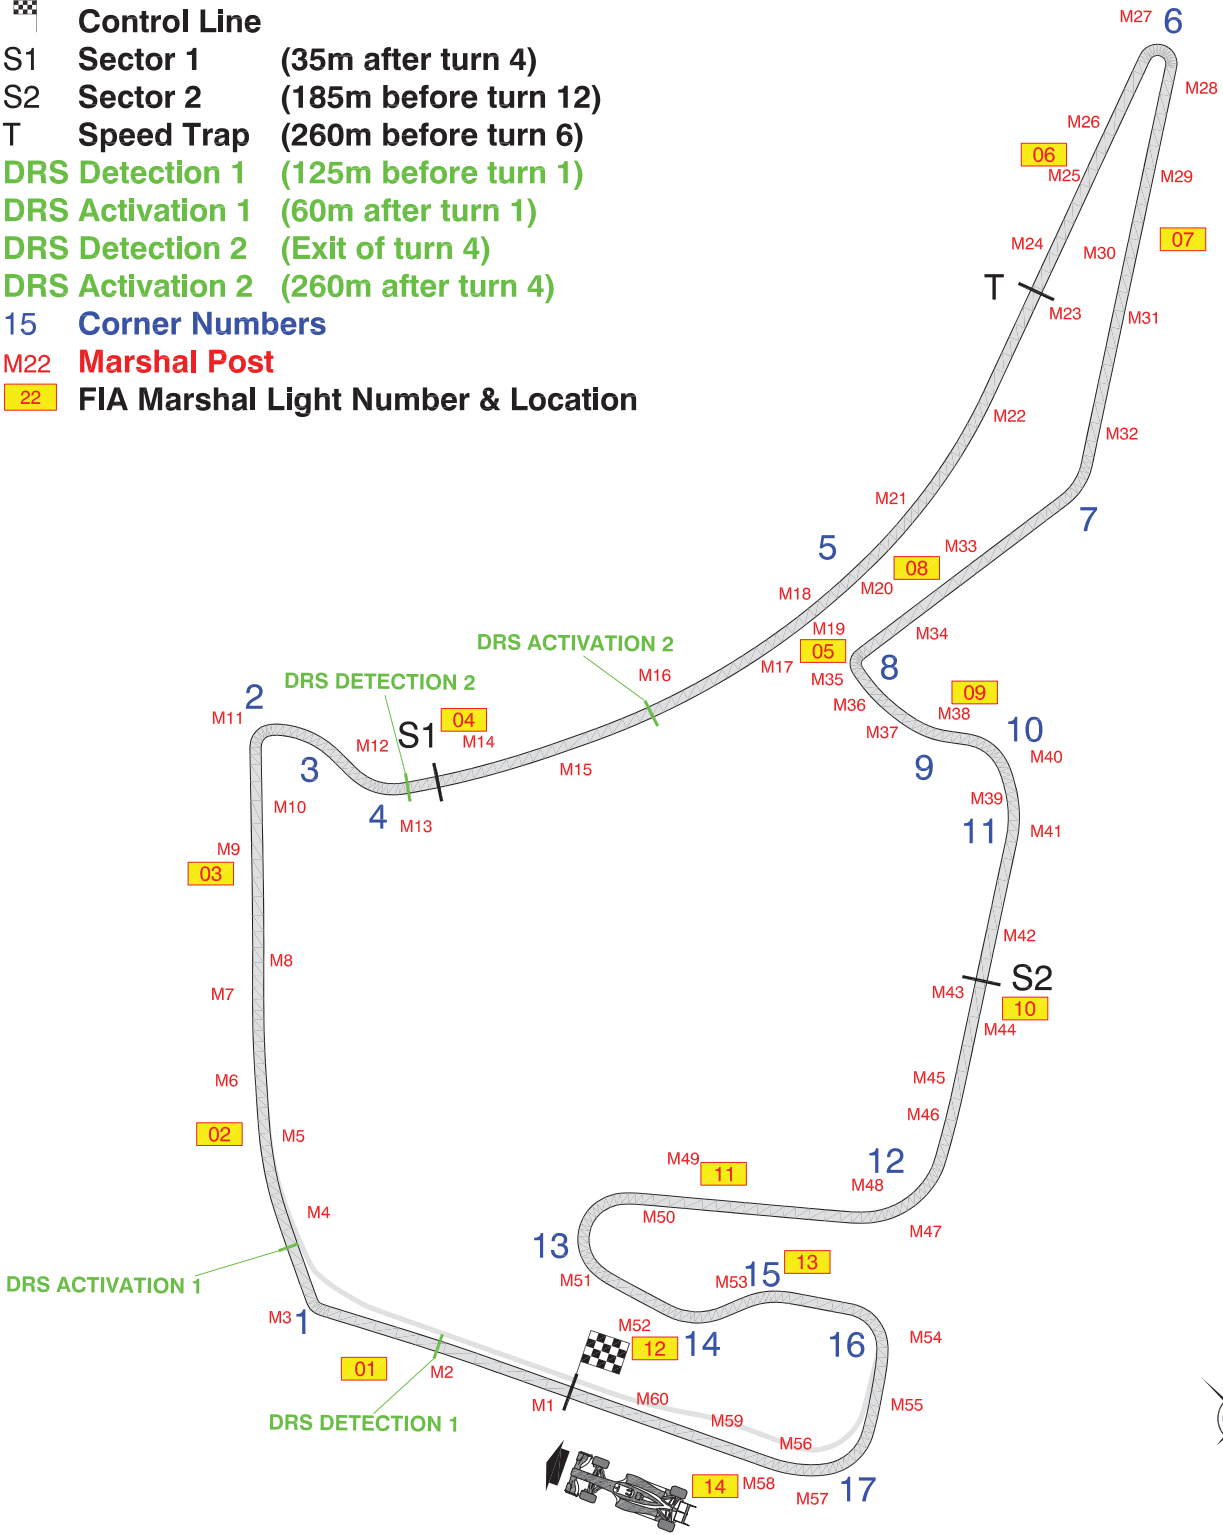 Control Line
S1 Sector 1 (35m after turn 4)
S2 Sector 2 (185m before turn 12)
T Speed Trap (260m before turn 6)
DRS Detection 1 (125m before turn 1)
DRS Activation 1 (60m after turn 1)
DRS Detection 2 (Exit of turn 4)
DRS Activation 2 (260m after turn 4)
15 Corner Numbers
M22 Marshal Post
22 FIA Marshal Light Number & Location
M27 6
M28
M26
06
M25 M29
M24 M30 07
T
M23 M31
M22 M32
M21 7
5 M33
08
M18 M20
M19 M34
DRS ACTIVATION 2
05
M17 8
M16 M35
DRS DETECTION 2
2 09
M36
M11 04 M38
M12 S1 M14 M37 10
M40
3 M15 9
M10 M39
4 M13 11 M41
M9
03
M42
M8
M7 M43 S2
10
M44
M6 M45
M46
02 M5
12
M49 11 M48
M4 M50
M47
13
13
DRS ACTIVATION 1
M51 M53 15
M3 1
M52
12 14 16 M54
01 M2
M1 M60 M55
DRS DETECTION 1
M59
M56
14 M58 17
M57